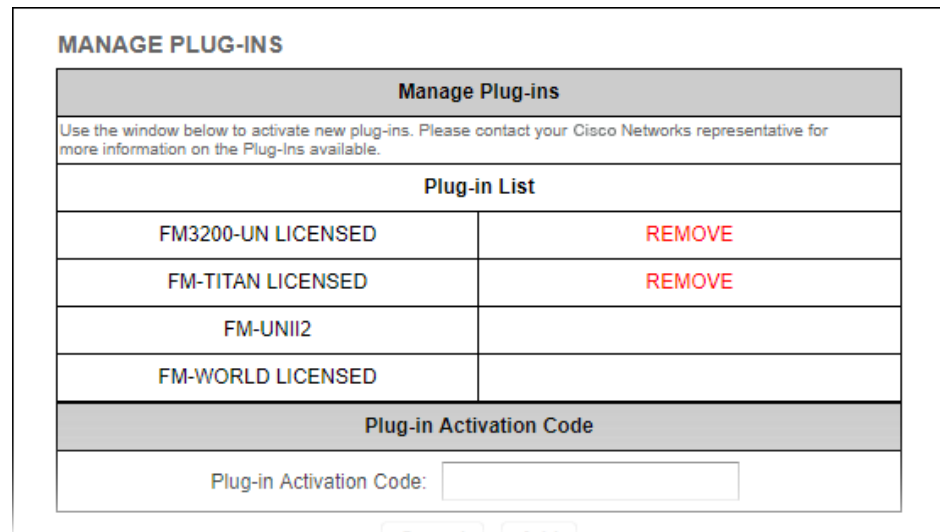 MANAGE PLUG-INS
Manage Plug-ins
Use the window below to activate new plug-ins. Please contact your Cisco Networks representative for
more information on the Plug-Ins available.
Plug-in List
FM3200-UN LICENSED REMOVE
FM-TITAN LICENSED REMOVE
FM-UNII2
FM-WORLD LICENSED
Plug-in Activation Code
Plug-in Activation Code: